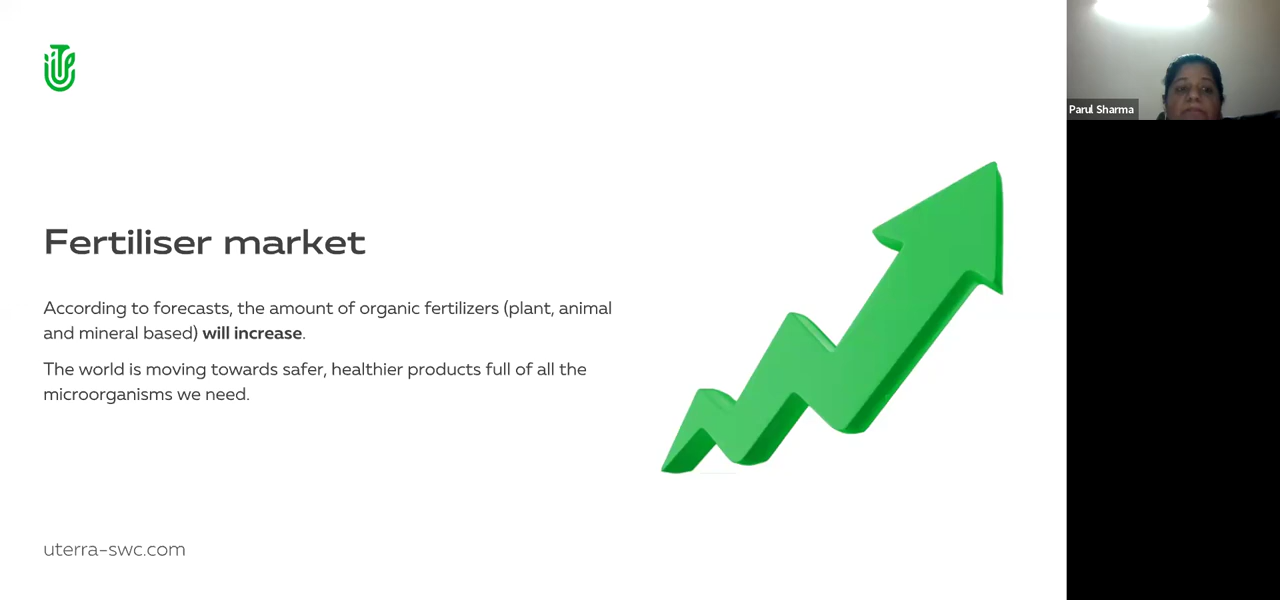 Parul Sharma
Fertiliser market
According to forecasts, the amount of organic fertilizers (plant, animal
and mineral based) will increase.
The world is moving towards safer, healthier products full of all the
microorganisms we need.
uterra-swc.com